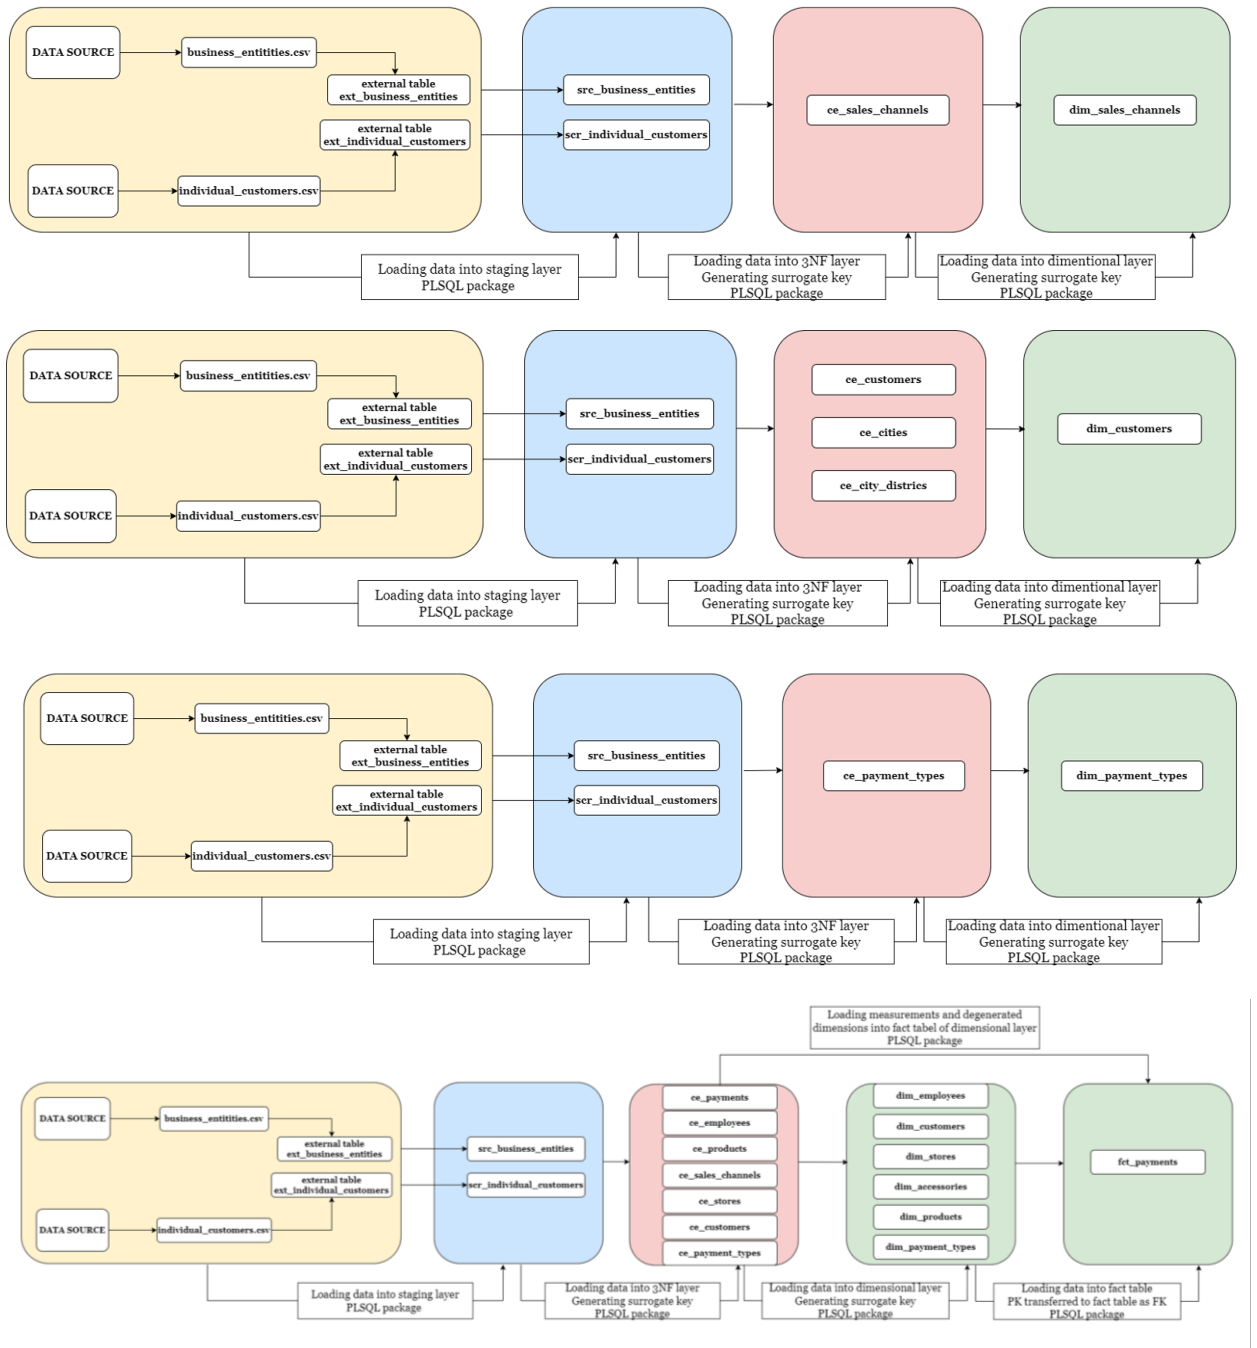 DATA SOURCE
business_entitities.csv
external table
ext_business_entities
external table
ext_individual_customers
DATA SOURCE
individual_customers.csv
src_business_entities
scr_individual_customers
ce_sales_channels
dim_sales_channels
Loading data into staging layer
PLSQL package
Loading data into 3NF layer
Generating surrogate key
PLSQL package
Loading data into dimentional layer
Generating surrogate key
PLSQL package
DATA SOURCE
business_entitities.csv
external table
ext_business_entities
external table
ext_individual_customers
DATA SOURCE
individual_customers.csv
src_business_entities
scr_individual_customers
ce_customers
ce_cities
ce_city_districs
dim_customers
Loading data into staging layer
PLSQL package
Loading data into 3NF layer
Generating surrogate key
PLSQL package
Loading data into dimentional layer
Generating surrogate key
PLSQL package
DATA SOURCE
business_entitities.csv
external table
ext_business_entities
external table
ext_individual_customers
DATA SOURCE
individual_customers.csv
src_business_entities
scr_individual_customers
ce_payment_types
dim_payment_types
Loading data into staging layer
PLSQL package
Loading data into 3NF layer
Generating surrogate key
PLSQL package
Loading data into dimentional layer
Generating surrogate key
PLSQL package
Loading measurements and degenerated
dimensions into fact tabel of dimensional layer
PLSQL package
DATA SOURCE
business_entitities.csv
external table
ext_business_entities
external table
ext_individual_customers
DATA SOURCE
individual_customers.csv
src_business_entities
scr_individual_customers
ce_payments
ce_employees
ce_products
ce_sales_channels
ce_stores
ce_customers
ce_payment_types
dim_employees
dim_customers
dim_stores
dim_accessories
dim_products
dim_payment_types
fct_payments
Loading data into staging layer
PLSQL package
Loading data into 3NF layer
Generating surrogate key
PLSQL package
Loading data into dimensional layer
Generating surrogate key
PLSQL package
Loading data into fact table
PK transferred to fact table as FK
PLSQL package